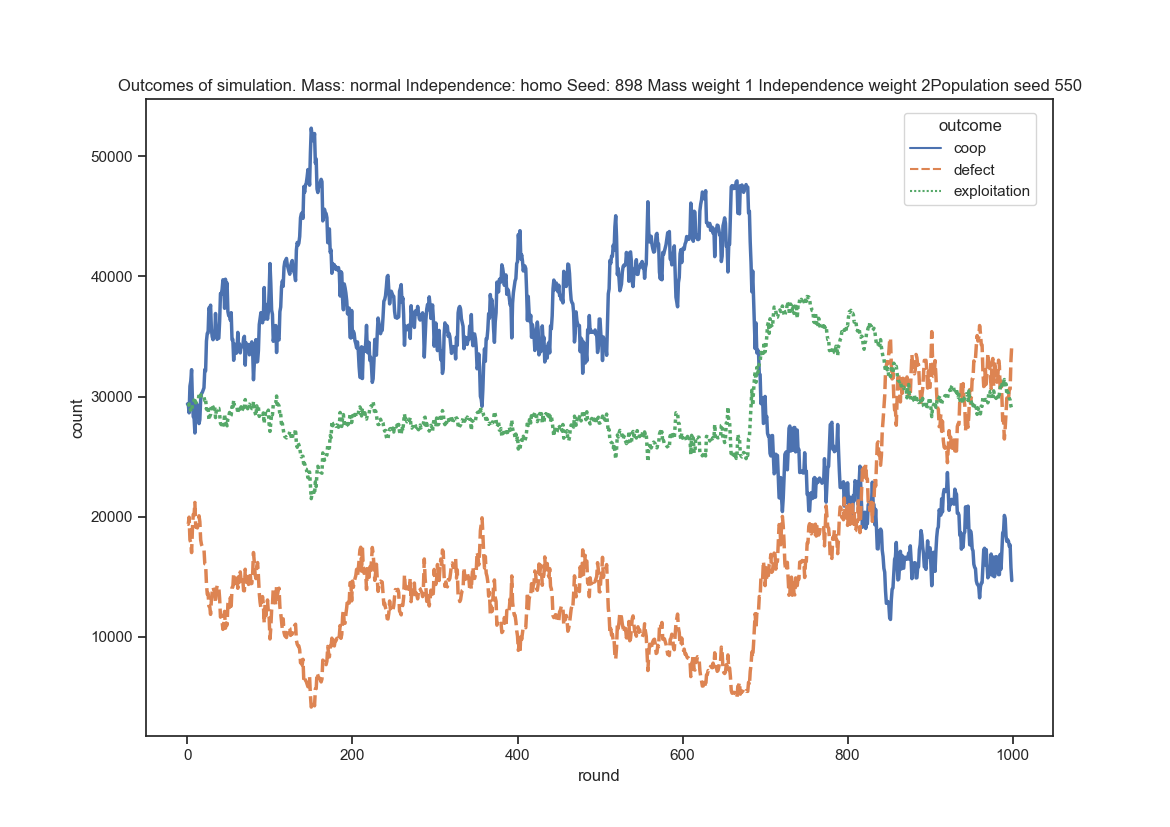 Outcomes of simulation. Mass: normal Independence: homo Seed: 898 Mass weight 1 Independence weight 2Population seed 550
outcome
coop
defect
exploitation
50000
40000
30000
20000
10000
count
0 200 400 600 800 1000
round